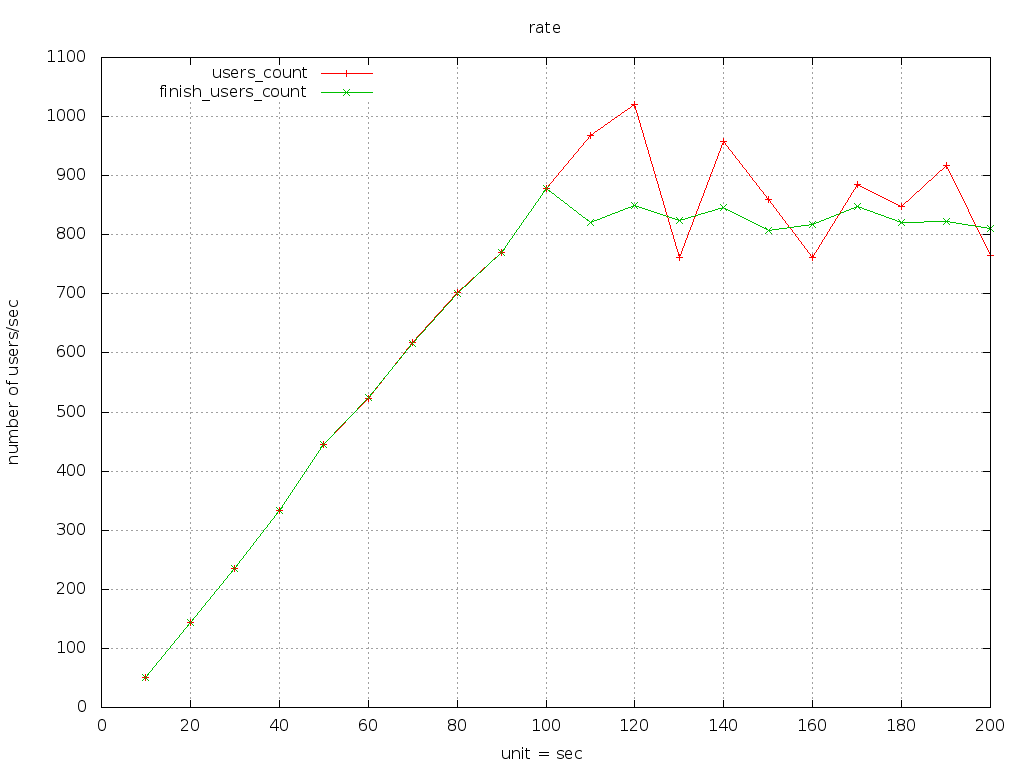 rate
1100
1000
900
800
700
600
500
400
300
200
100
0
users_count
finish_users_count
number of users/sec
0 20 40 60 80 100 120 140 160 180 200
unit = sec